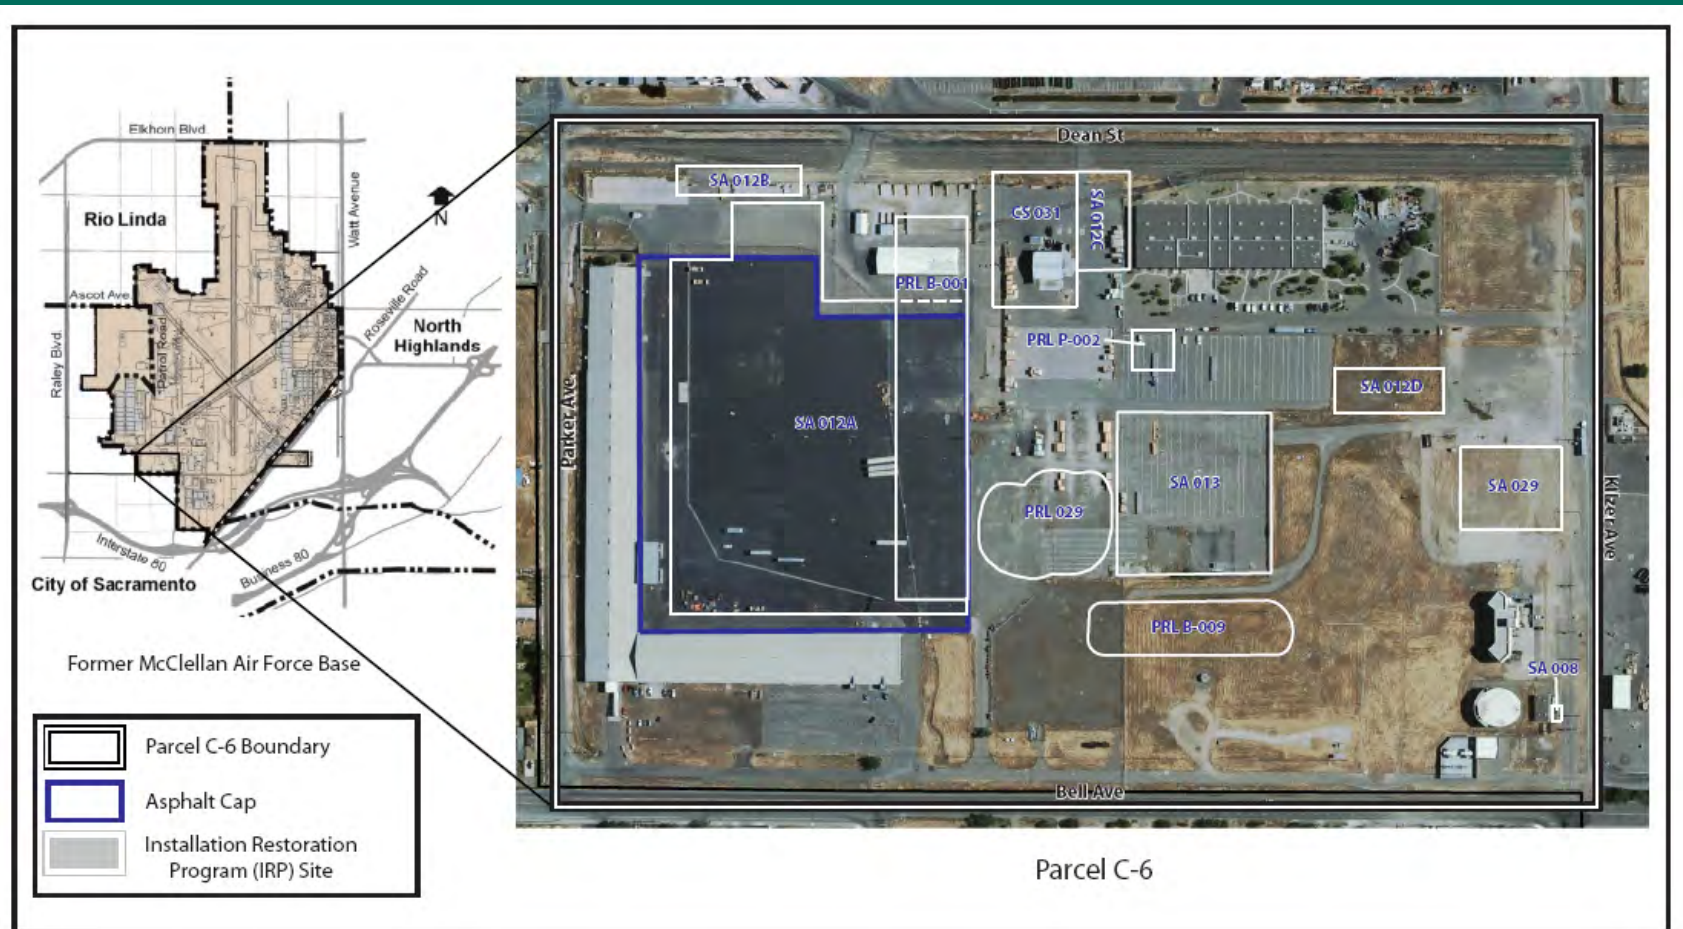 Elkhorn Blvd.
Rio Linda
Watt Avenue
N
Ascot Ave.
Roseville Road
Raley Blvd.
Patrol Road
North
Highlands
Interstate 80
Business 80
City of Sacramento
Former McClellan Air Force Base
Parcel C-6 Boundary
Asphalt Cap
Installation Restoration
Program (IRP) Site
Dean St
SA 012B
CS 031
SA 012C
PRL B-001
PRL P-002
SA 012D
Parker Ave
SA 012A
SA 013
SA 029
PRL 029
Kilzer Ave
PRL B-009
SA 008
Bell Ave
Parcel C-6